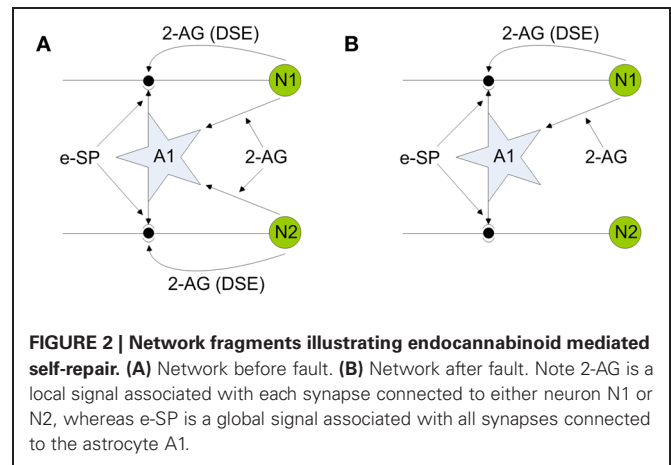 A
2-AG (DSE)
N1
e-SP
A1
2-AG
N2
2-AG (DSE)
B
2-AG (DSE)
N1
e-SP
A1
2-AG
N2
FIGURE 2 | Network fragments illustrating endocannabinoid mediated
self-repair. (A) Network before fault. (B) Network after fault. Note 2-AG is a
local signal associated with each synapse connected to either neuron N1 or
N2, whereas e-SP is a global signal associated with all synapses connected
to the astrocyte A1.